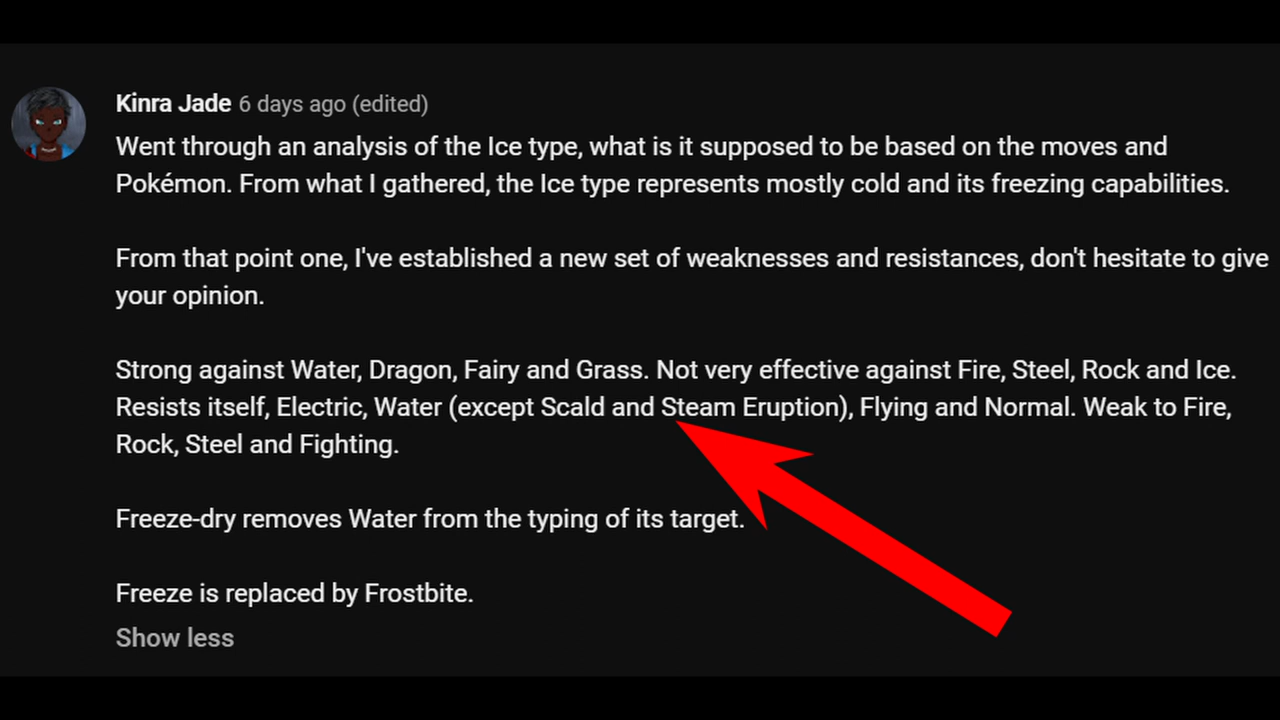 Kinra Jade 6 days ago (edited)
Went through an analysis of the Ice type, what is it supposed to be based on the moves and
Pokémon. From what I gathered, the Ice type represents mostly cold and its freezing capabilities.
From that point one, I've established a new set of weaknesses and resistances, don't hesitate to give
your opinion.
Strong against Water, Dragon, Fairy and Grass. Not very effective against Fire, Steel, Rock and Ice.
Resists itself, Electric, Water (except Scald and Steam Eruption), Flying and Normal. Weak to Fire,
Rock, Steel and Fighting.
Freeze-dry removes Water from the typing of its target.
Freeze is replaced by Frostbite.
Show less